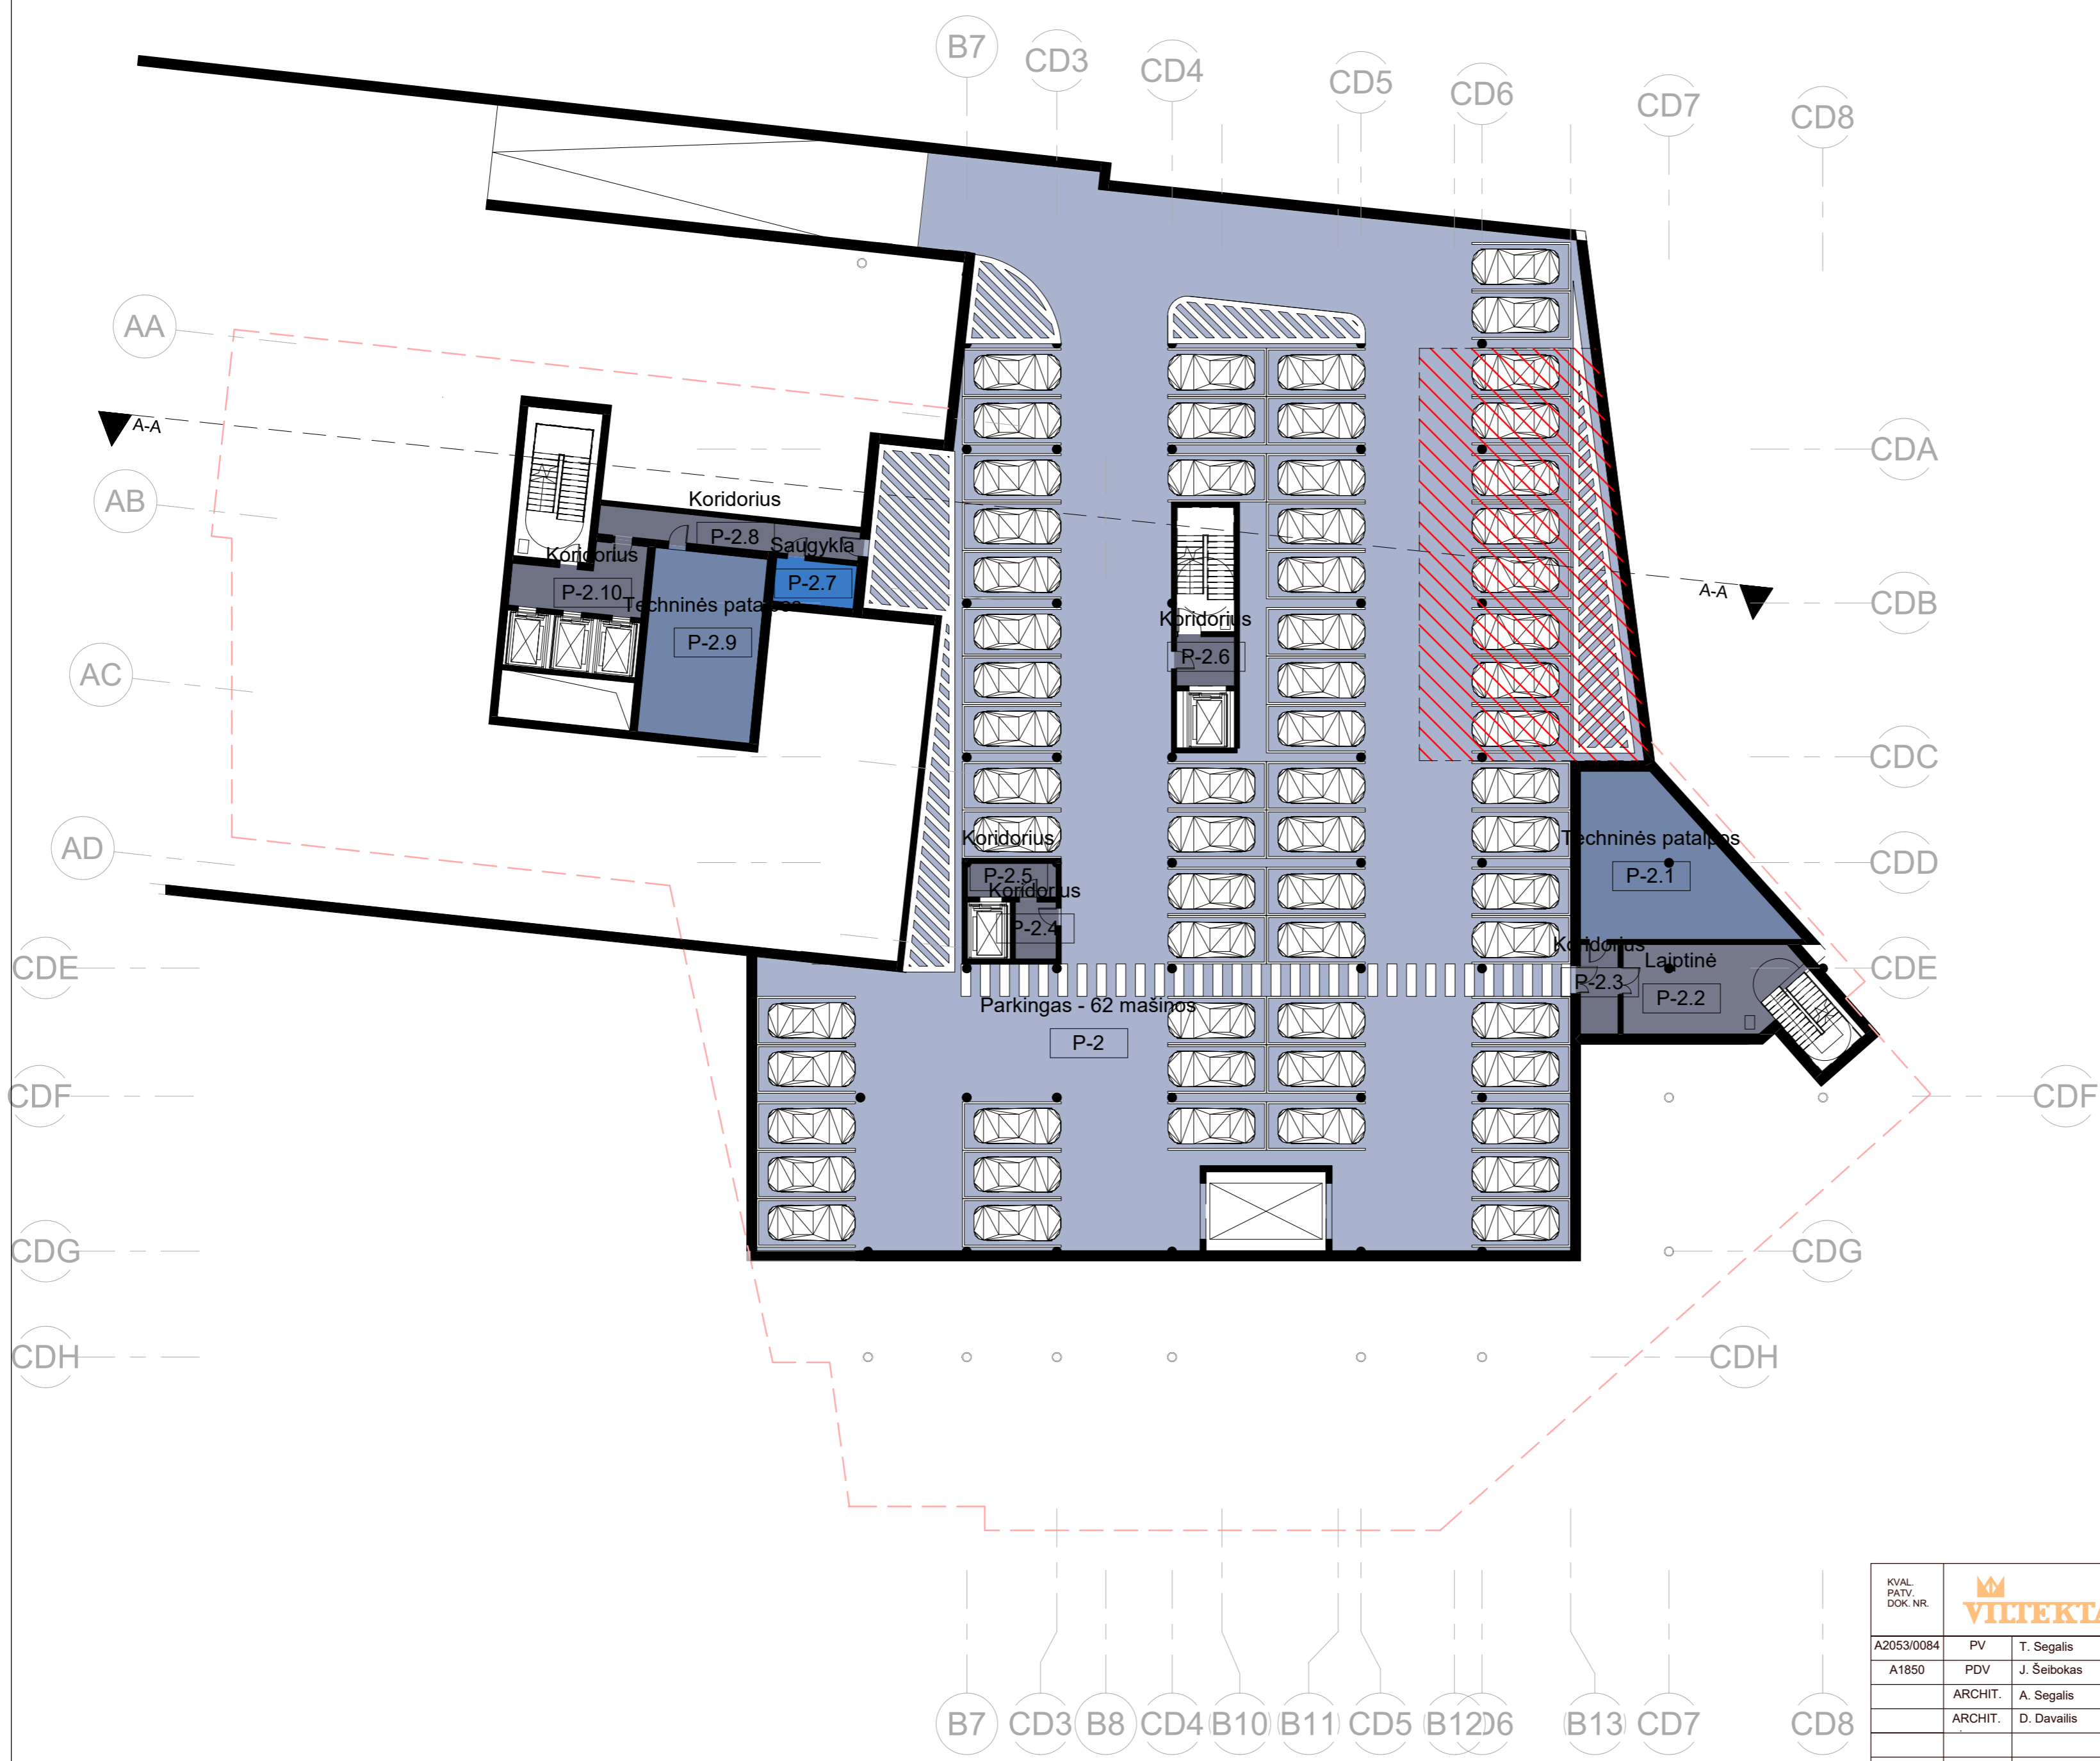 B7
CD3
CD4
CD5
CD6
CD7
CD8
AA
A-A
CDA
AB
Koridorius
P-2.8
Saugykla
Koridorius
P-2.7
P-2.10
Techninės patalpos
P-2.9
A-A
CDB
Koridorius
P-2.6
AC
CDC
AD
Koridorius
Techninės patalpos
CDD
P-2.5
P-2.1
Koridorius
P-2.4
Koridorius
Laiptinė
CDE
CDE
P-2.3
P-2.2
Parkingas - 62 mašinos
P-2
CDF
CDF
CDG
CDG
CDH
CDH
KVAL.
PATV.
DOK. NR.
VILTEKTA
A2053/0084 PV T. Segalis
A1850 PDV J. Šeibokas
ARCHIT. A. Segalis
ARCHIT. D. Davailis
B7
CD3
B8
CD4
B10
B11
CD5
B12
B13
CD7
CD8